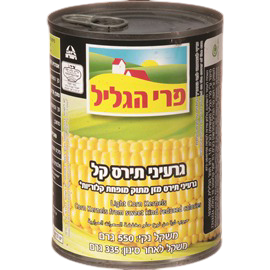 פרי הגליל
גרעיני תירס קל
גרעיני תירס מזן מתוק מופחת קלוריות*
Light Corn Kernels
Corn Kernels from sweet kind reduced calories
משקל נקי: 550 גרם
משקל לאחר סינון 335 גרם